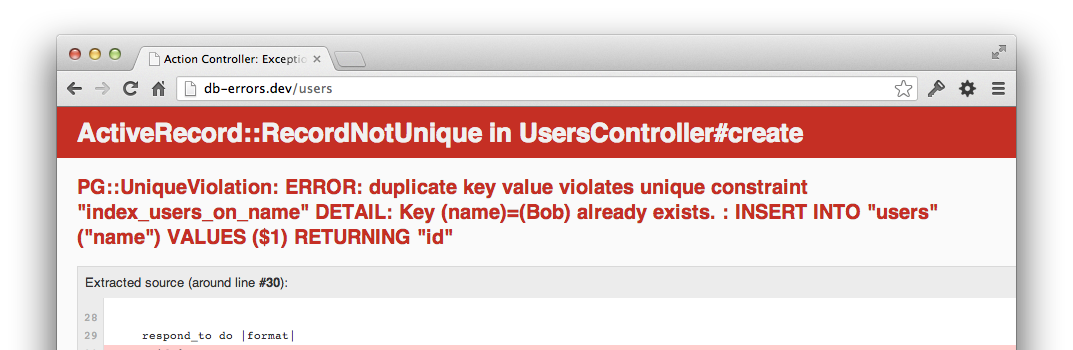 Action Controller: Exceptio
db-errors.dev/users
ActiveRecord::RecordNotUnique in UsersController#create
PG::UniqueViolation: ERROR: duplicate key value violates unique constraint
"index_users_on_name" DETAIL: Key (name)=(Bob) already exists. : INSERT INTO "users"
("name") VALUES ($1) RETURNING "id"
Extracted source (around line #30):
28
29 respond_to do |format|